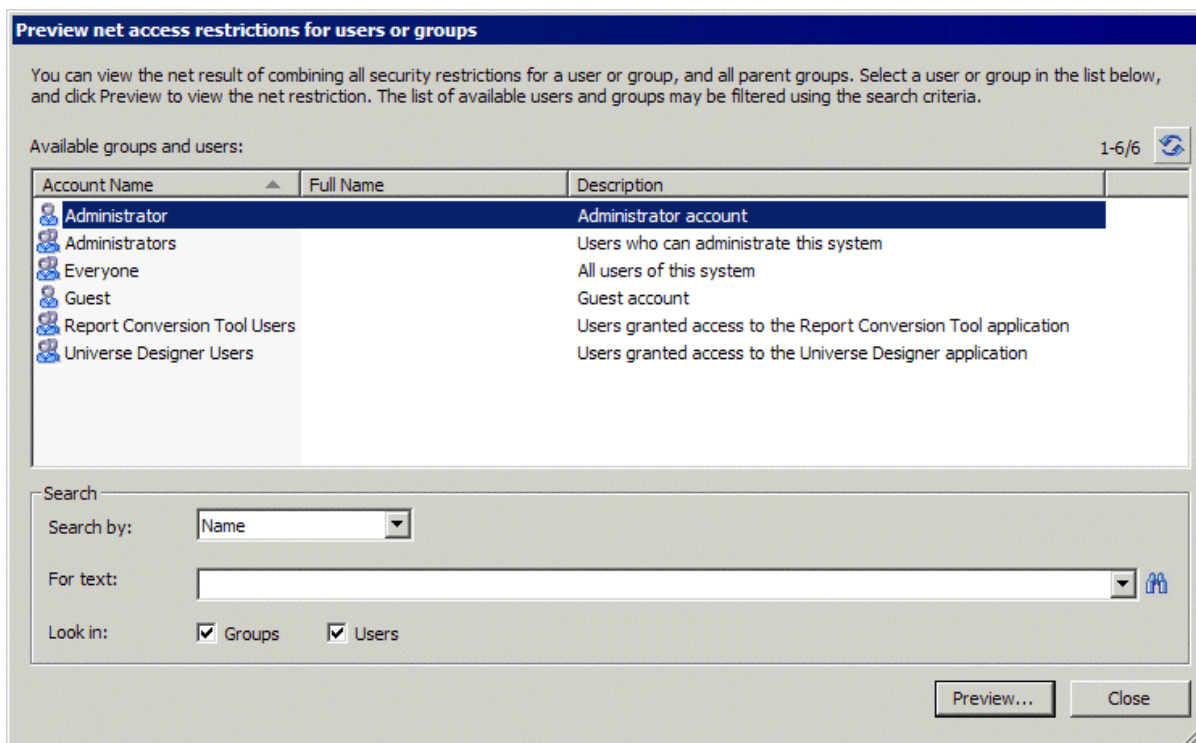 Preview net access restrictions for users or groups
You can view the net result of combining all security restrictions for a user or group, and all parent groups. Select a user or group in the list below,
and click Preview to view the net restriction. The list of available users and groups may be filtered using the search criteria.
Available groups and users: 1-6/6
Account Name Full Name Description
Administrator Administrator account
Administrators Users who can administrate this system
Everyone All users of this system
Guest Guest account
Report Conversion Tool Users Users granted access to the Report Conversion Tool application
Universe Designer Users Users granted access to the Universe Designer application
Search
Search by: Name
For text:
Look in: Groups Users
Preview... Close